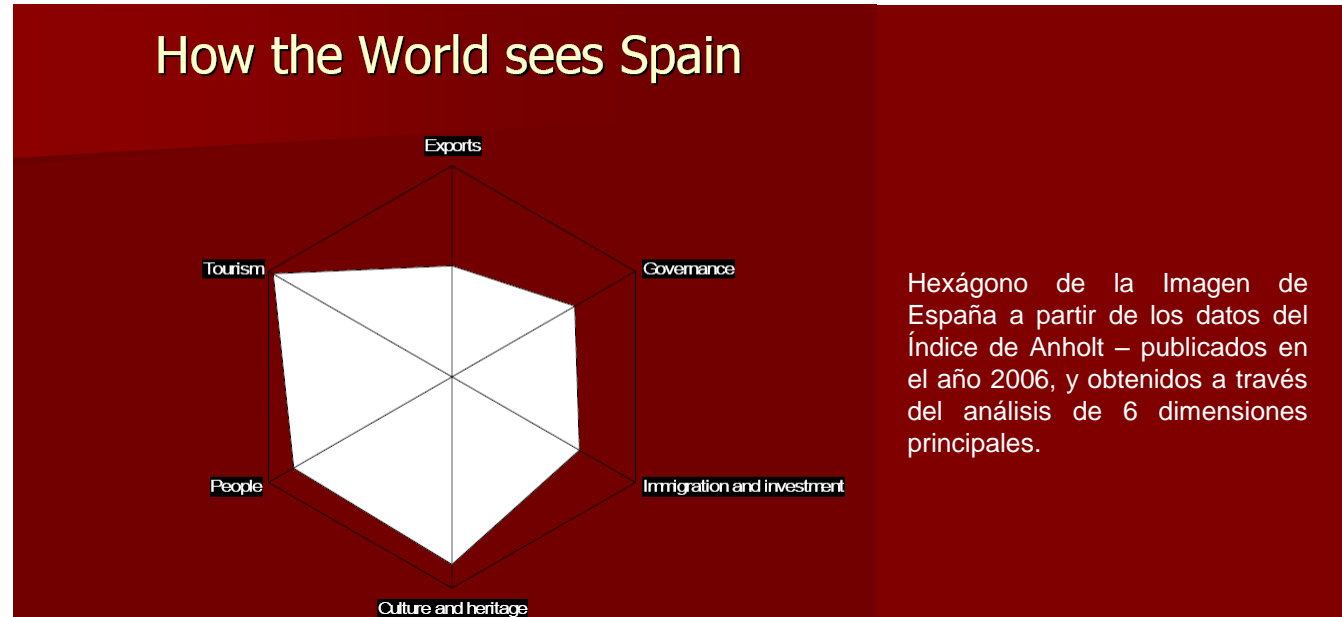 How the World sees Spain
Exports
Tourism
Governance
People
Immigration and investment
Culture and heritage
Hexágono de la Imagen de
España a partir de los datos del
Índice de Anholt – publicados en
el año 2006, y obtenidos a través
del análisis de 6 dimensiones
principales.